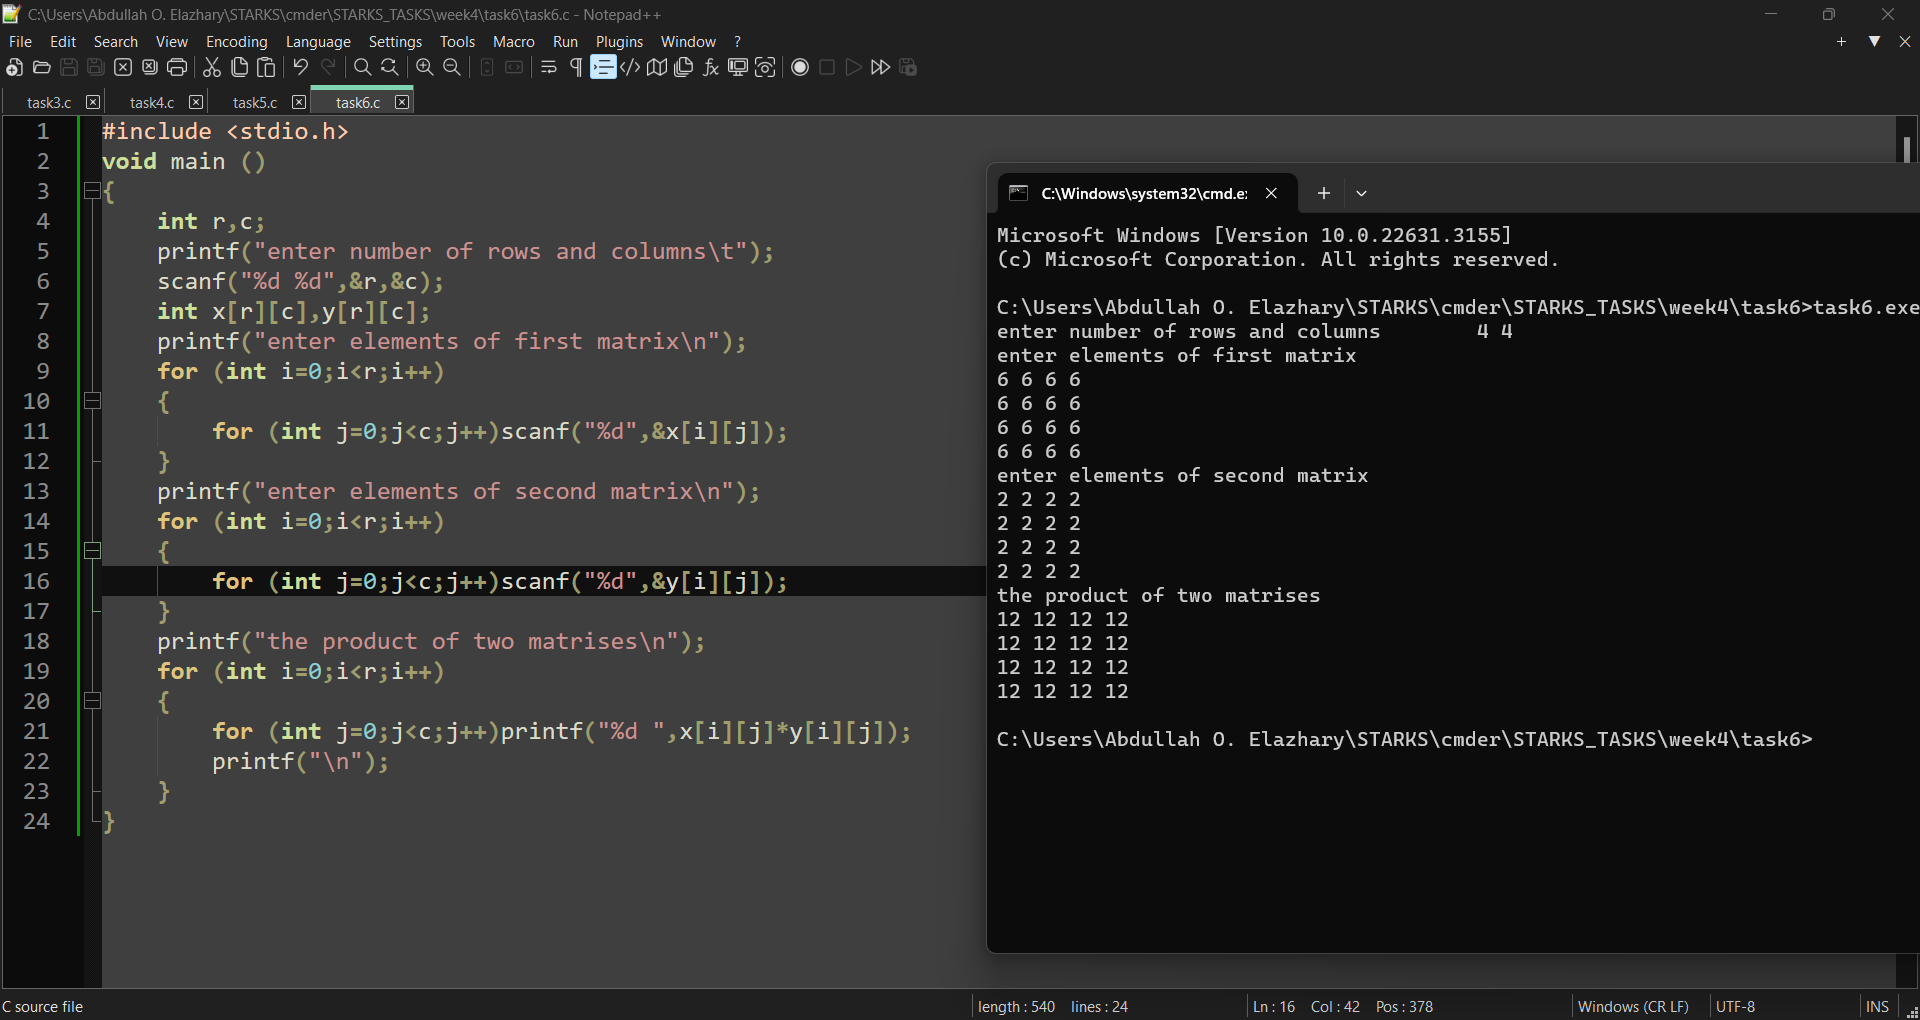 C:\Users\Abdullah O. Elazhary\STARKS\cmder\STARKS_TASKS\week4\task6\task6.c - Notepad++
File Edit Search View Encoding Language Settings Tools Macro Run Plugins Window ?
task3.c task4.c task5.c task6.c
1 #include <stdio.h>
2 void main ()
3 {
4 int r,c;
5 printf("enter number of rows and columns\t");
6 scanf("%d %d",&r,&c);
7 int x[r][c],y[r][c];
8 printf("enter elements of first matrix\n");
9 for (int i=0;i<r;i++)
10 {
11 for (int j=0;j<c;j++)scanf("%d",&x[i][j]);
12 }
13 printf("enter elements of second matrix\n");
14 for (int i=0;i<r;i++)
15 {
16 for (int j=0;j<c;j++)scanf("%d",&y[i][j]);
17 }
18 printf("the product of two matrises\n");
19 for (int i=0;i<r;i++)
20 {
21 for (int j=0;j<c;j++)printf("%d ",x[i][j]*y[i][j]);
22 printf("\n");
23 }
24 }
C:\Windows\system32\cmd.e
Microsoft Windows [Version 10.0.22631.3155]
(c) Microsoft Corporation. All rights reserved.
C:\Users\Abdullah O. Elazhary\STARKS\cmder\STARKS_TASKS\week4\task6>task6.exe
enter number of rows and columns 4 4
enter elements of first matrix
6 6 6 6
6 6 6 6
6 6 6 6
6 6 6 6
enter elements of second matrix
2 2 2 2
2 2 2 2
2 2 2 2
2 2 2 2
the product of two matrises
12 12 12 12
12 12 12 12
12 12 12 12
12 12 12 12
C:\Users\Abdullah O. Elazhary\STARKS\cmder\STARKS_TASKS\week4\task6>
C source file length : 540 lines : 24 Ln : 16 Col : 42 Pos : 378 Windows (CR LF) UTF-8 INS